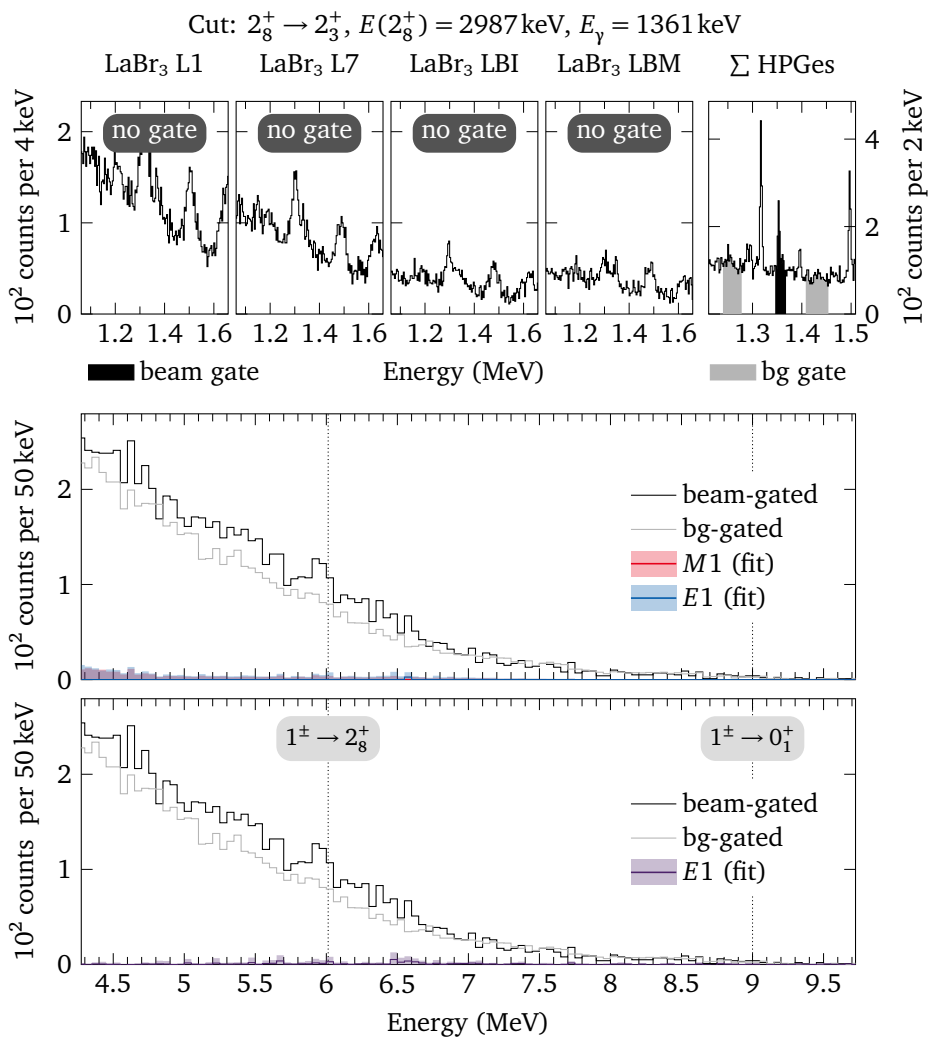 Cut: 2₈⁺ → 2₃⁺, E(2₈⁺) = 2987 keV, Eγ = 1361 keV
LaBr₃ L1 LaBr₃ L7 LaBr₃ LBI LaBr₃ LBM ∑ HPGes
no gate no gate no gate no gate
10² counts per 4 keV
2
1
0
10² counts per 2 keV
4
2
0
1.2 1.4 1.6 1.2 1.4 1.6 1.2 1.4 1.6 1.2 1.4 1.6 1.3 1.4 1.5
beam gate Energy (MeV) bg gate
10² counts per 50 keV
2
1
0
beam-gated
bg-gated
M1 (fit)
E1 (fit)
10² counts per 50 keV
2
1
0
1± → 2₈⁺ 1± → 0₁⁺
beam-gated
bg-gated
E1 (fit)
4.5 5 5.5 6 6.5 7 7.5 8 8.5 9 9.5
Energy (MeV)